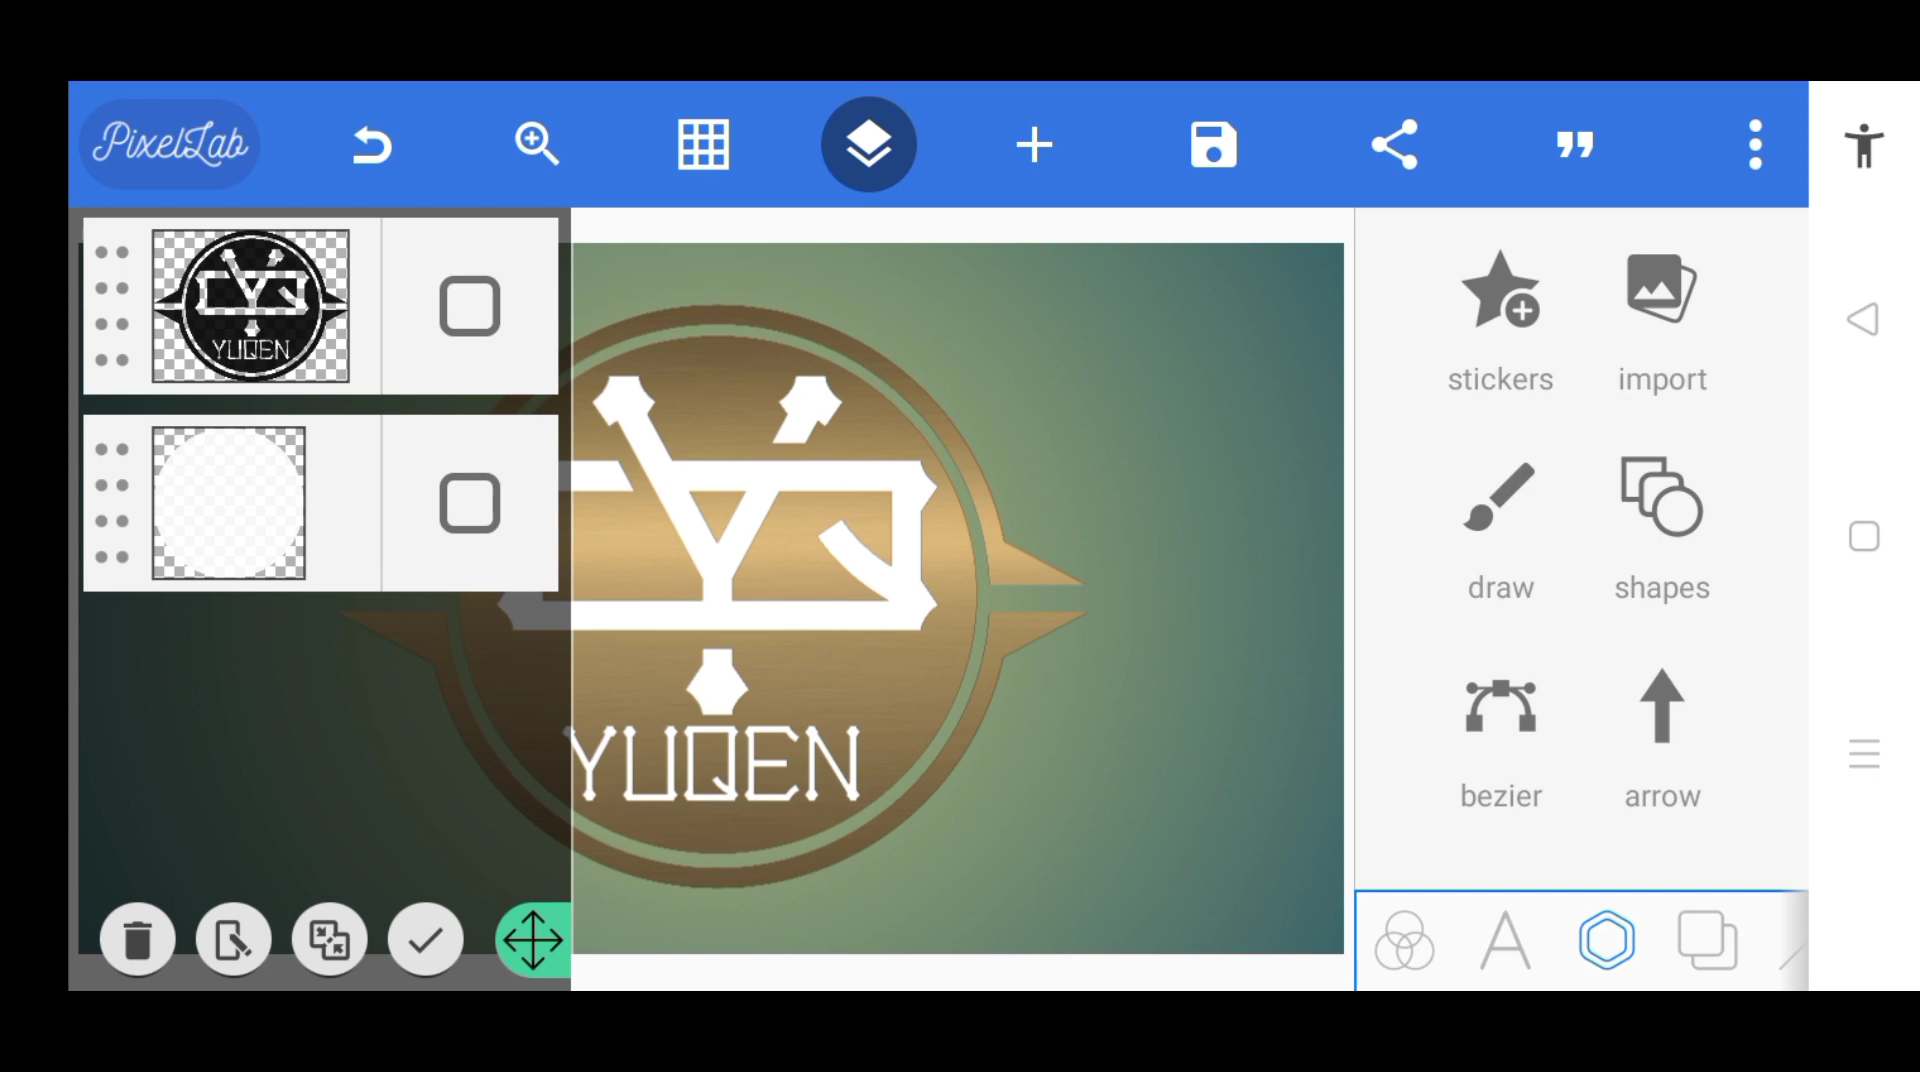 PixelLab
YUQEN
stickers import
draw shapes
YUQEN
bezier arrow